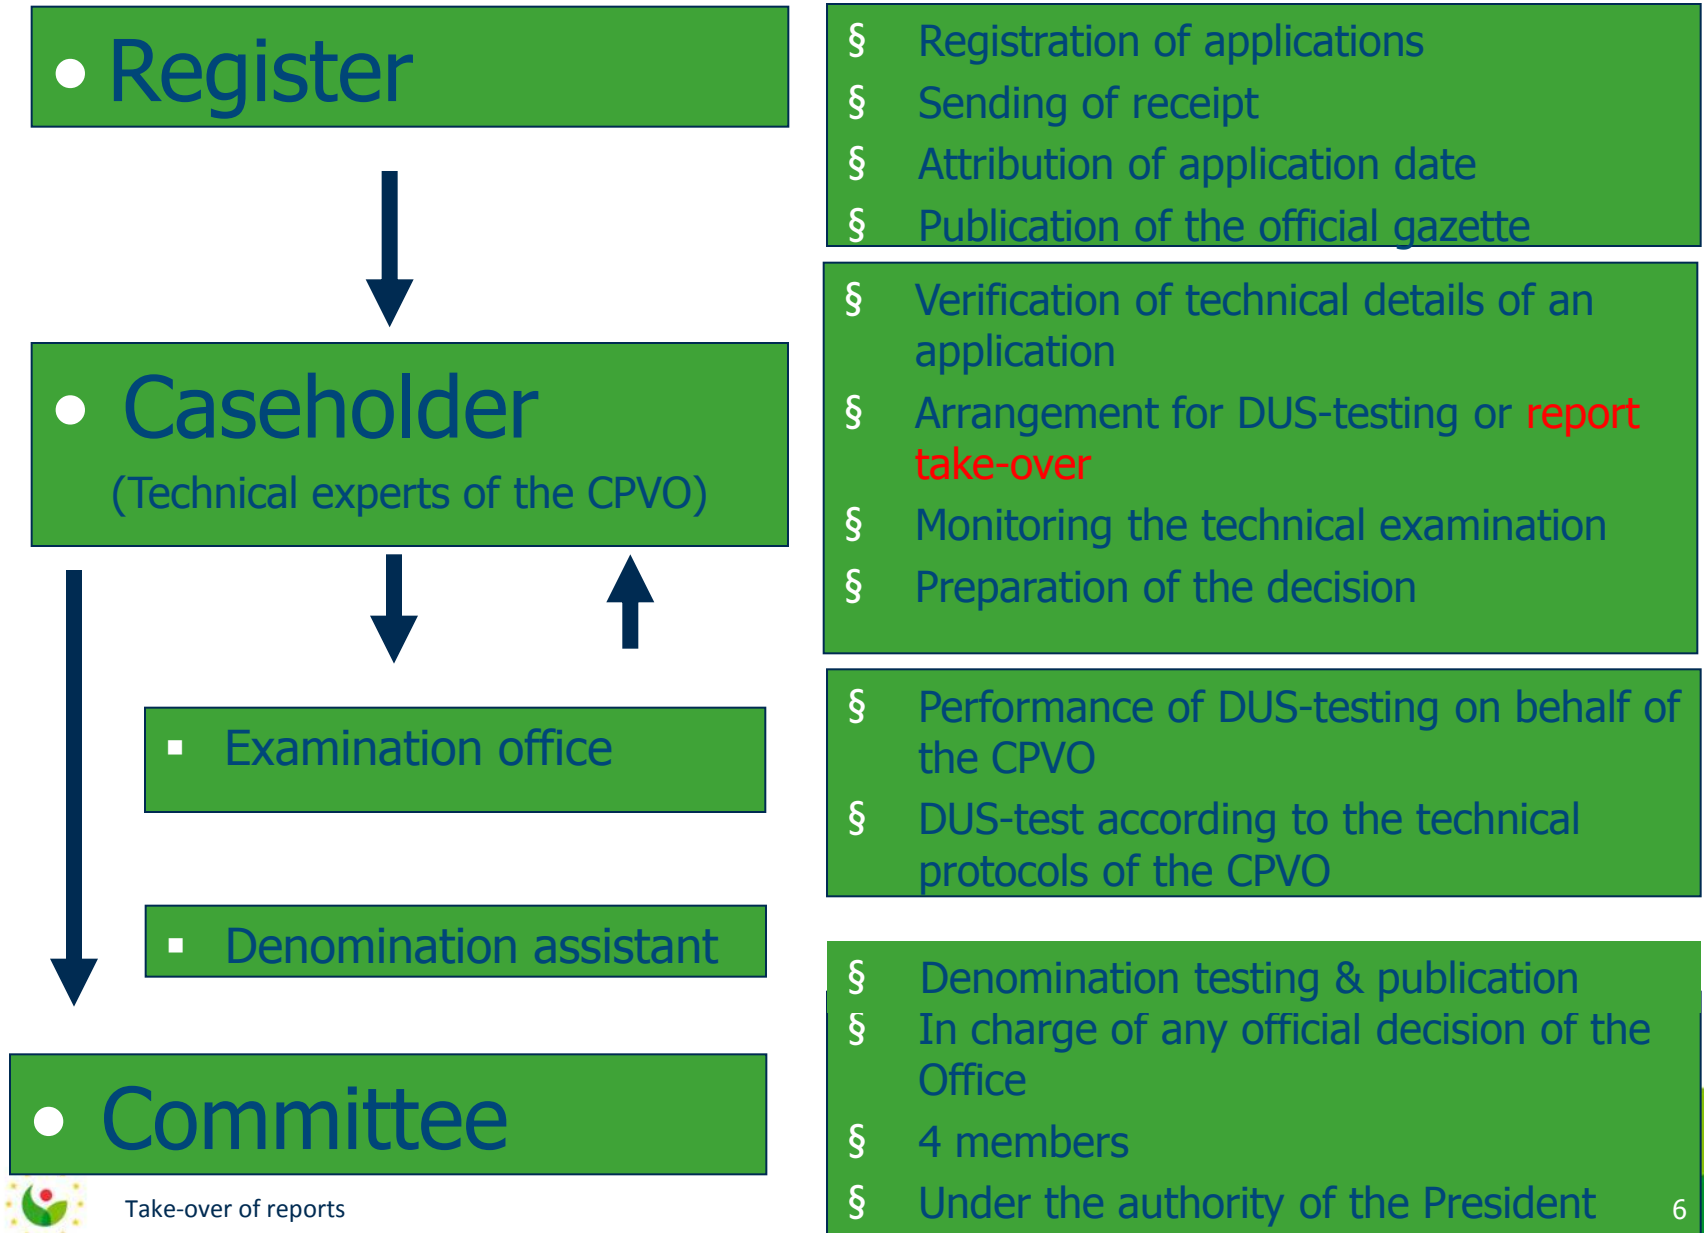 • Register
§ Registration of applications
§ Sending of receipt
§ Attribution of application date
§ Publication of the official gazette
• Caseholder
(Technical experts of the CPVO)
§ Verification of technical details of an
application
§ Arrangement for DUS-testing or report
take-over
§ Monitoring the technical examination
§ Preparation of the decision
▪ Examination office
§ Performance of DUS-testing on behalf of
the CPVO
§ DUS-test according to the technical
protocols of the CPVO
▪ Denomination assistant
§ Denomination testing & publication
• Committee
§ In charge of any official decision of the
Office
§ 4 members
§ Under the authority of the President
Take-over of reports
6